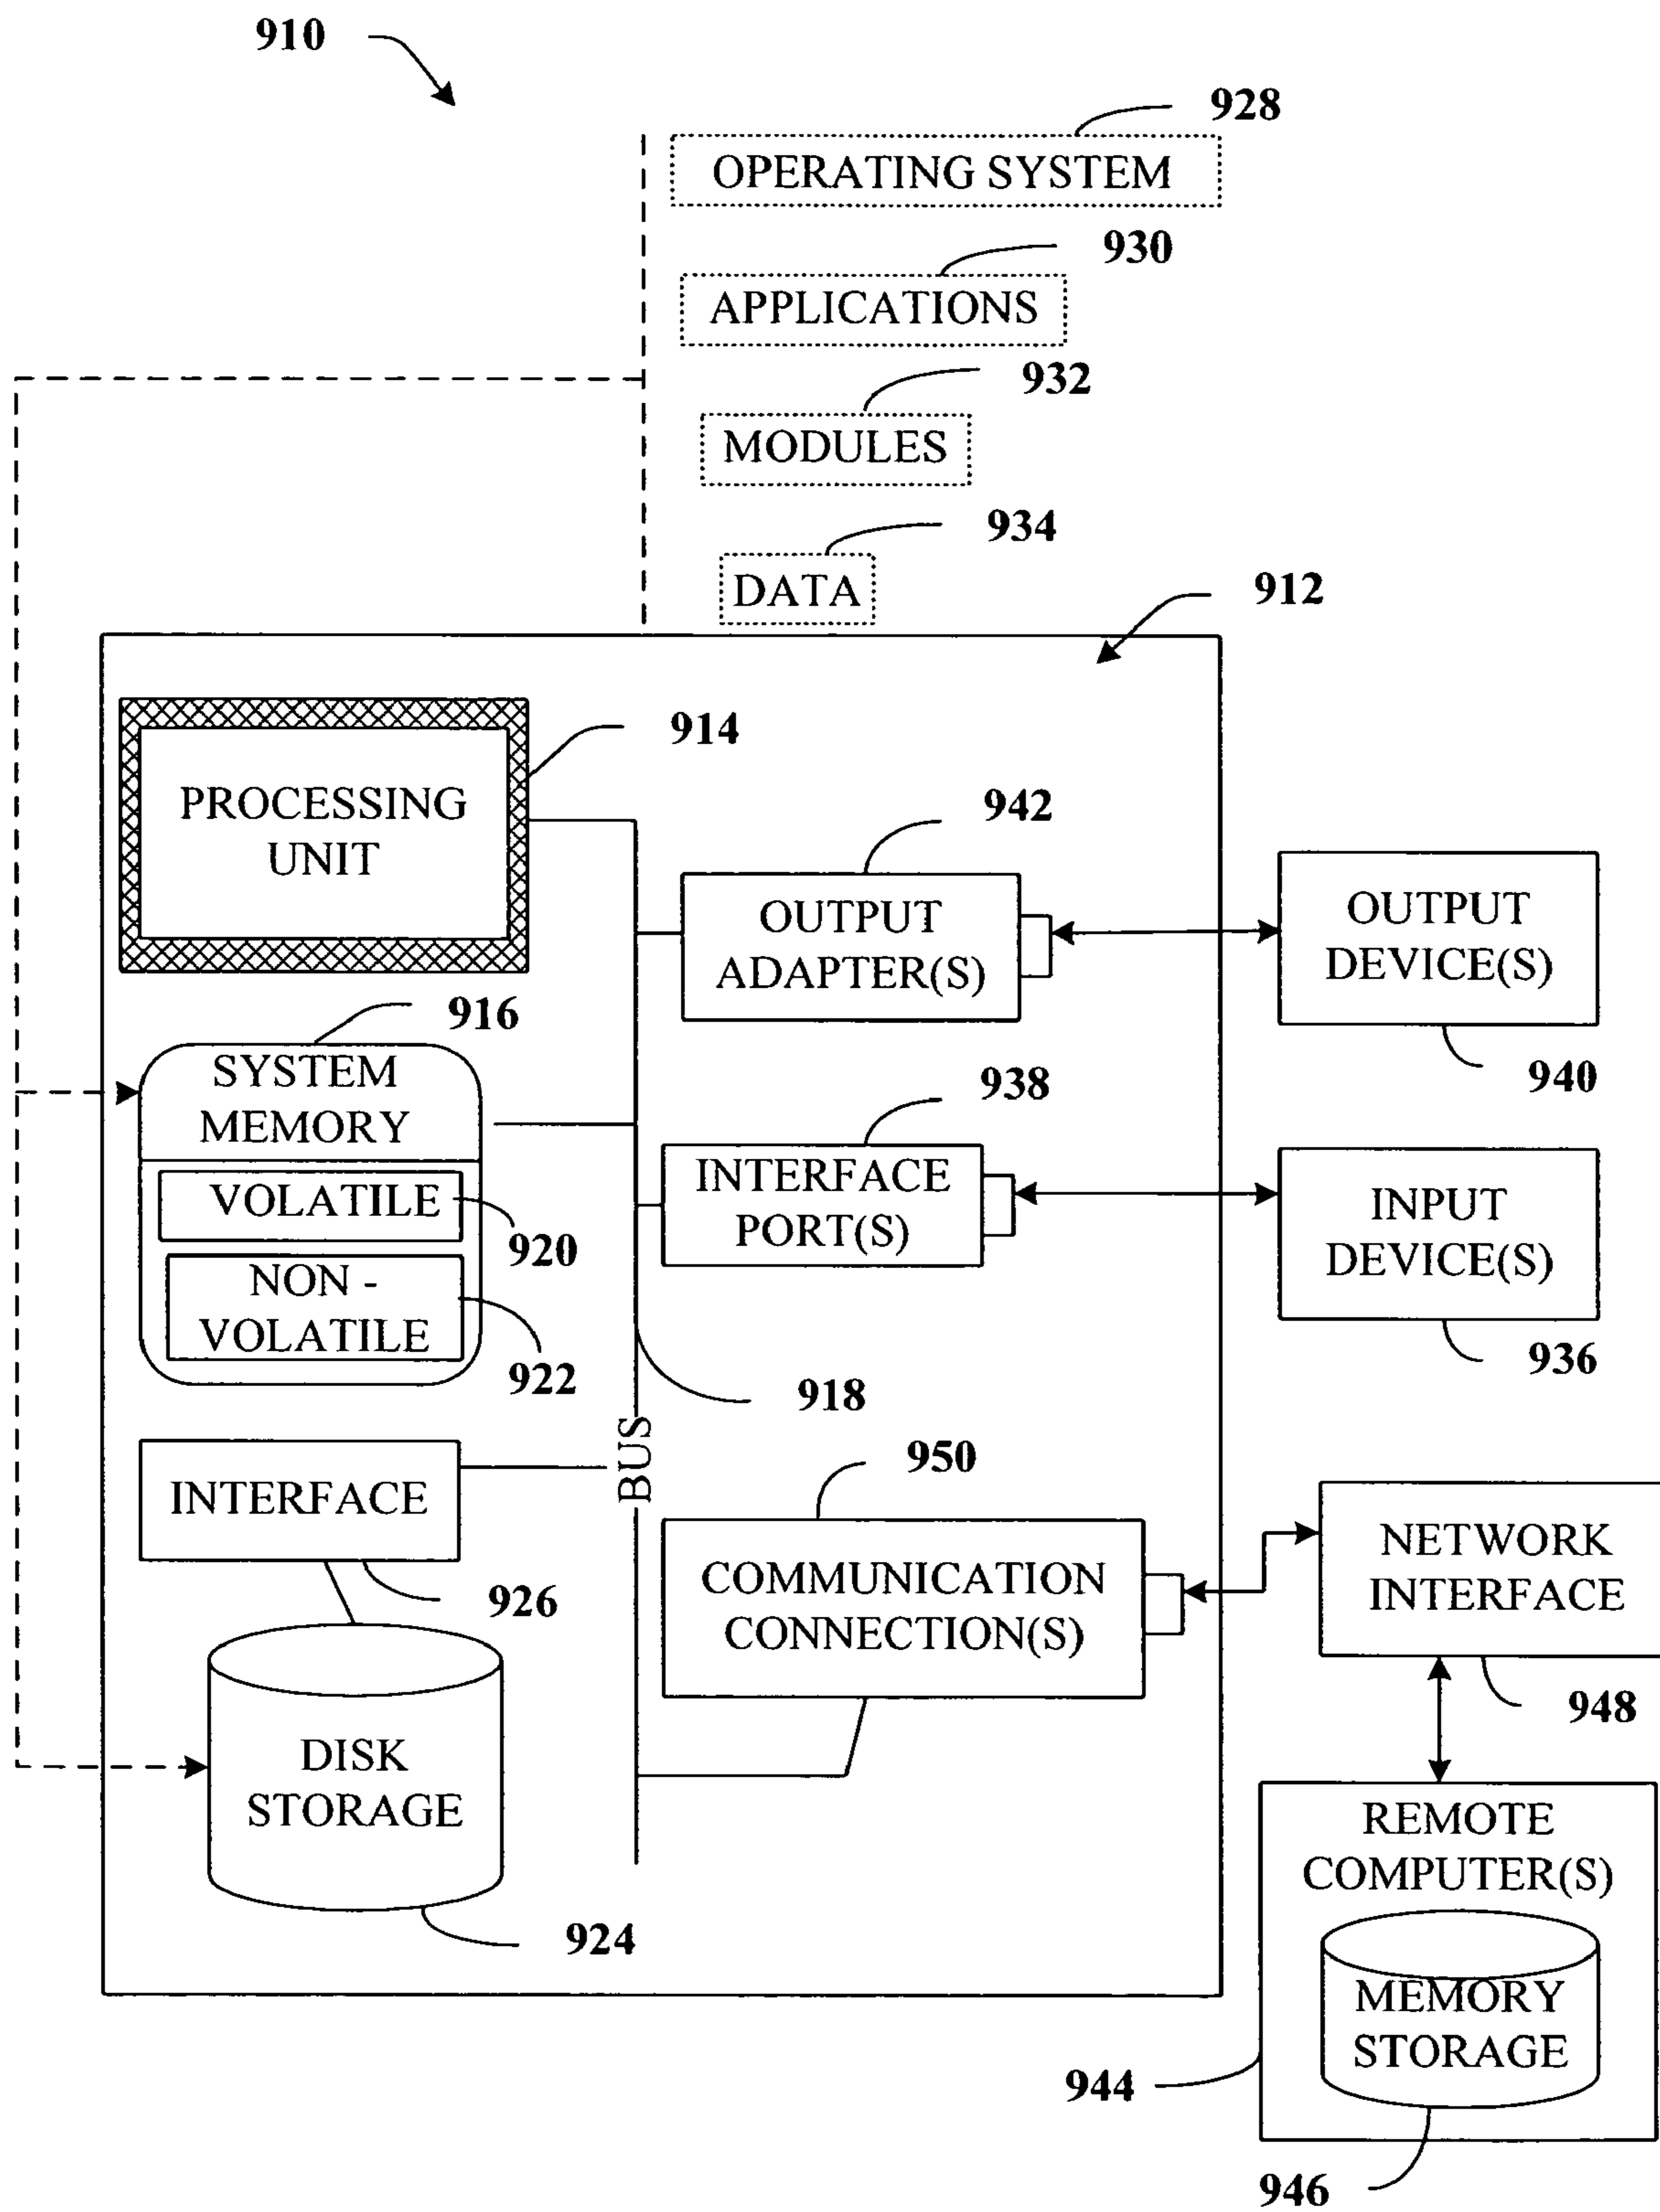 910
928
OPERATING SYSTEM
930
APPLICATIONS
932
MODULES
934
DATA
912
914
PROCESSING
UNIT
942
OUTPUT
ADAPTER(S)
OUTPUT
DEVICE(S)
940
916
SYSTEM
MEMORY
VOLATILE
920
NON -
VOLATILE
922
938
INTERFACE
PORT(S)
INPUT
DEVICE(S)
936
918
BUS
INTERFACE
926
950
COMMUNICATION
CONNECTION(S)
NETWORK
INTERFACE
948
DISK
STORAGE
924
REMOTE
COMPUTER(S)
MEMORY
STORAGE
944
946